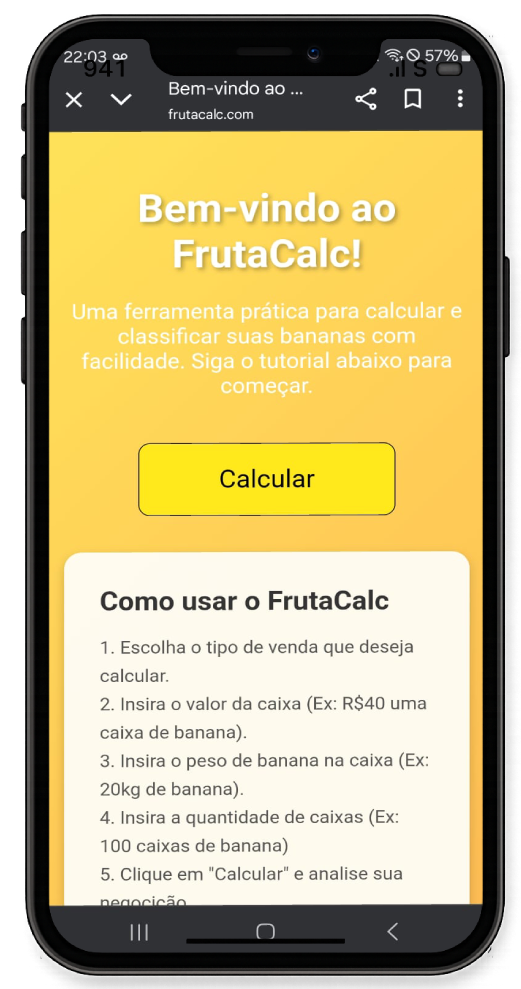 22:03
57%
941
S
Bem-vindo ao ...
frutacalc.com
Bem-vindo ao
FrutaCalc!
Uma ferramenta prática para calcular e
classificar suas bananas com
facilidade. Siga o tutorial abaixo para
começar.
Calcular
Como usar o FrutaCalc
1. Escolha o tipo de venda que deseja
calcular.
2. Insira o valor da caixa (Ex: R$40 uma
caixa de banana).
3. Insira o peso de banana na caixa (Ex:
20kg de banana).
4. Insira a quantidade de caixas (Ex:
100 caixas de banana)
5. Clique em "Calcular" e analise sua
negocição